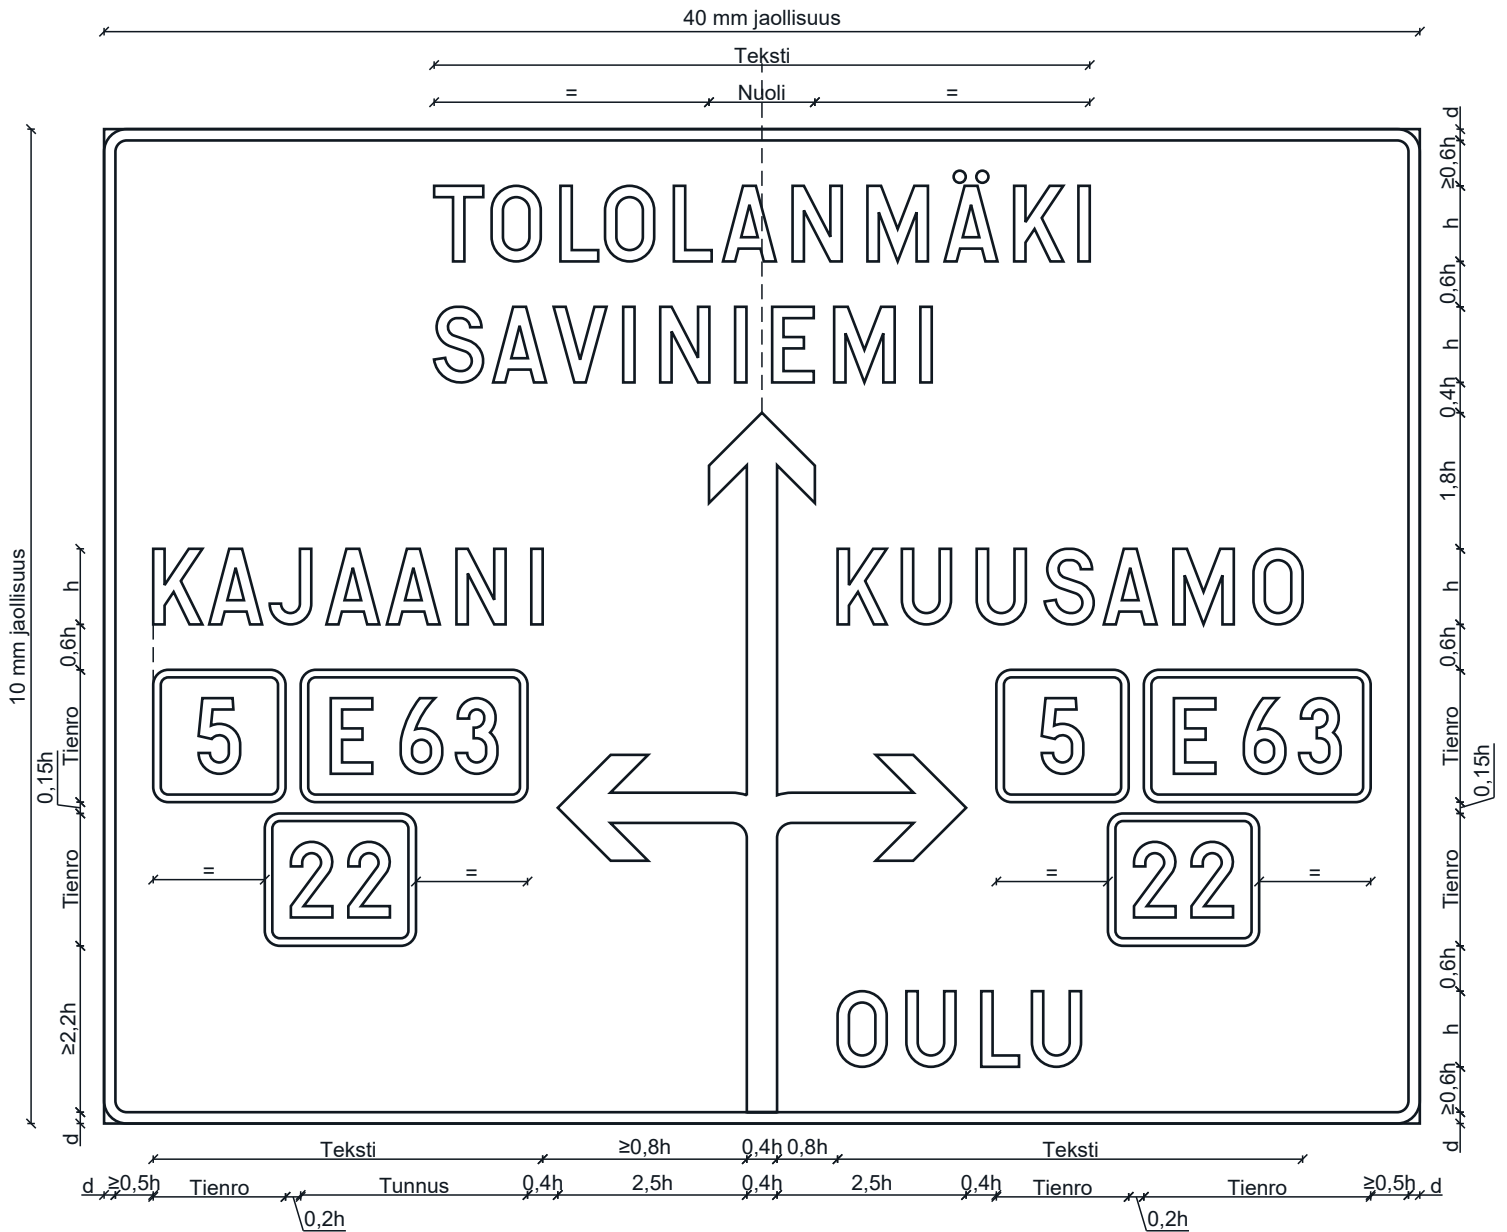 40 mm jaollisuus
Teksti
= Nuoli =
d
≥0,6h
TOLOLANMÄKI
h
0,6h
SAVINIEMI
h
0,4h
1,8h
10 mm jaollisuus
h
KAJAANI
KUUSAMO
h
0,6h
0,6h
Tienro
5 E 63
5 E 63
Tienro
0,15h
0,15h
Tienro
= 22 =
= 22 =
Tienro
0,6h
≥2,2h
OULU
h
≥0,6h
d
d
Teksti ≥0,8h 0,4h 0,8h Teksti
d ≥0,5h Tienro Tunnus 0,4h 2,5h 0,4h 2,5h 0,4h Tienro Tienro ≥0,5h d
0,2h 0,2h